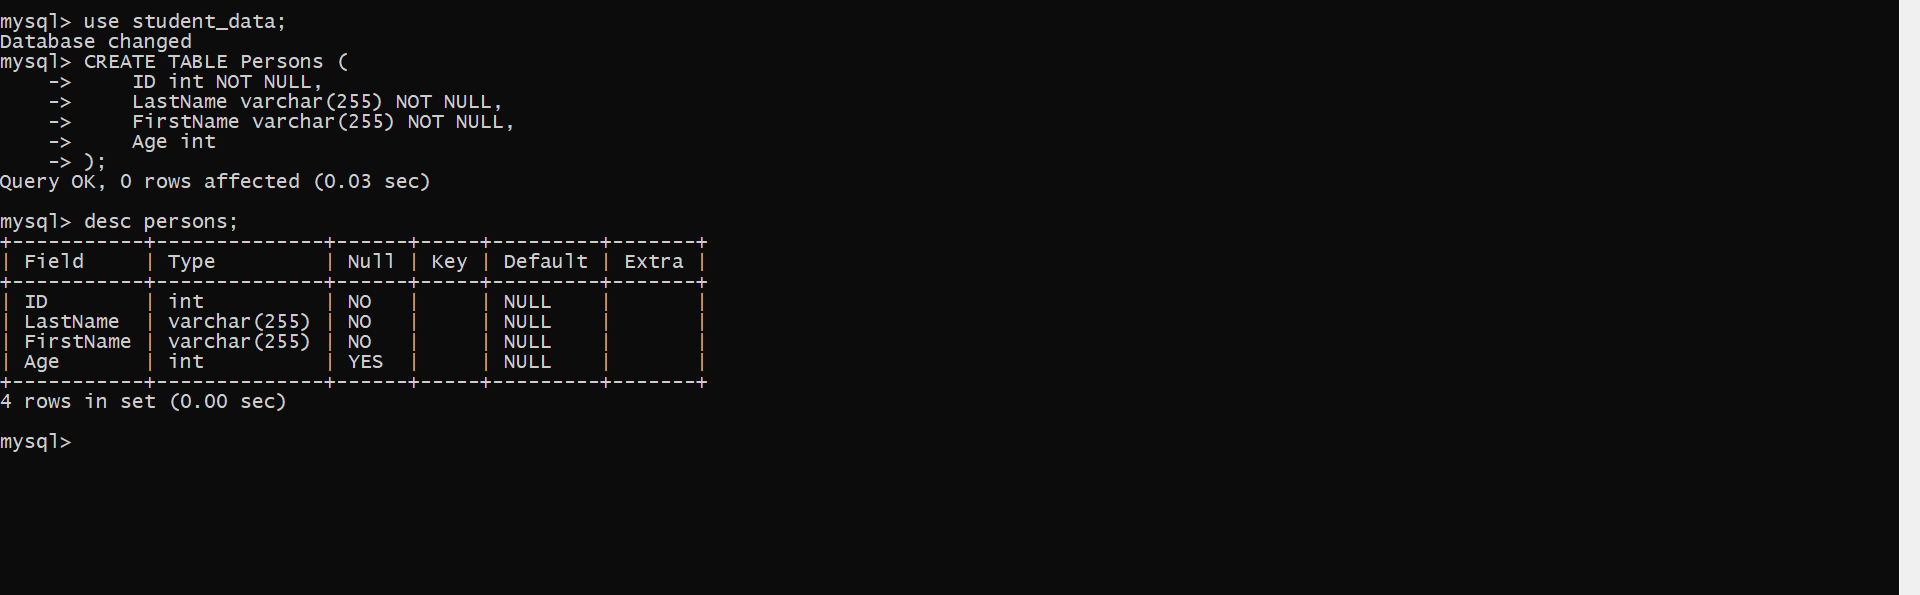 mysql> use student_data;
Database changed
mysql> CREATE TABLE Persons (
    ->     ID int NOT NULL,
    ->     LastName varchar(255) NOT NULL,
    ->     FirstName varchar(255) NOT NULL,
    ->     Age int
    -> );
Query OK, 0 rows affected (0.03 sec)

mysql> desc persons;
+-----------+--------------+------+-----+---------+-------+
| Field     | Type         | Null | Key | Default | Extra |
+-----------+--------------+------+-----+---------+-------+
| ID        | int          | NO   |     | NULL    |       |
| LastName  | varchar(255) | NO   |     | NULL    |       |
| FirstName | varchar(255) | NO   |     | NULL    |       |
| Age       | int          | YES  |     | NULL    |       |
+-----------+--------------+------+-----+---------+-------+
4 rows in set (0.00 sec)

mysql>